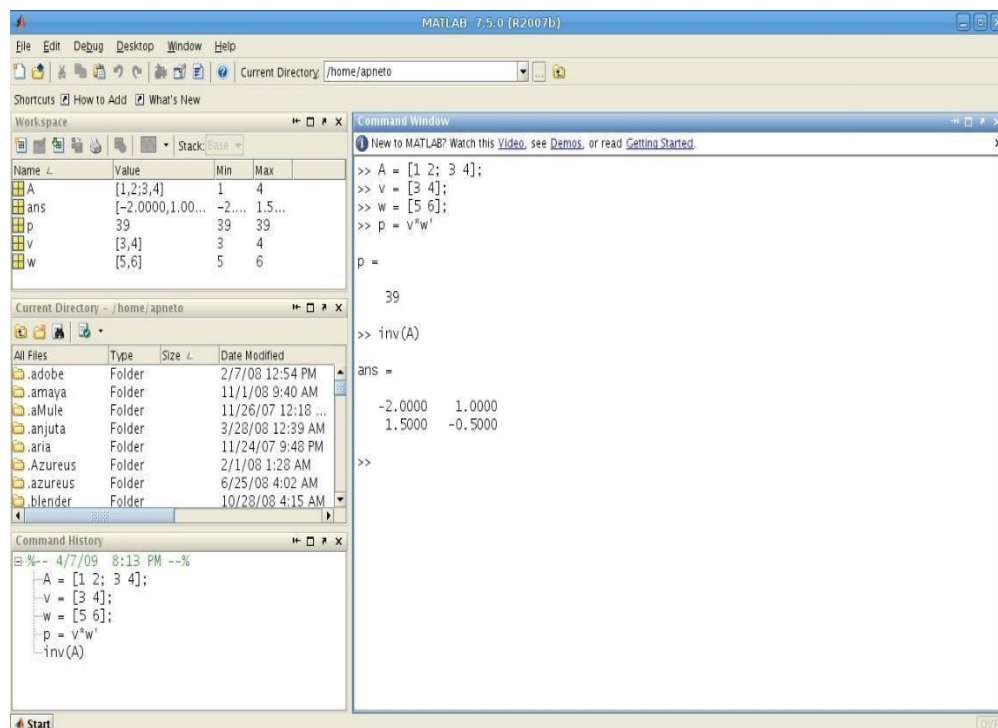 MATLAB 7.5.0 (R2007b)
File Edit Debug Desktop Window Help
Current Directory: /home/apneto
Shortcuts How to Add What's New
Workspace
Stack: Base
Name Value Min Max
A [1,2;3,4] 1 4
ans [-2.0000,1.00... -2.... 1.5...
p 39 39 39
v [3,4] 3 4
w [5,6] 5 6
Current Directory - /home/apneto
All Files Type Size Date Modified
.adobe Folder 2/7/08 12:54 PM
.amaya Folder 11/1/08 9:40 AM
.aMule Folder 11/26/07 12:18 ...
.anjuta Folder 3/28/08 12:39 AM
.aria Folder 11/24/07 9:48 PM
.Azureus Folder 2/1/08 1:28 AM
.azureus Folder 6/25/08 4:02 AM
.blender Folder 10/28/08 4:15 AM
Command History
%-- 4/7/09 8:13 PM --%
A = [1 2; 3 4];
v = [3 4];
w = [5 6];
p = v*w'
inv(A)
Command Window
New to MATLAB? Watch this Video, see Demos, or read Getting Started.
>> A = [1 2; 3 4];
>> v = [3 4];
>> w = [5 6];
>> p = v*w'
p =
39
>> inv(A)
ans =
-2.0000 1.0000
1.5000 -0.5000
>>
Start
OVR